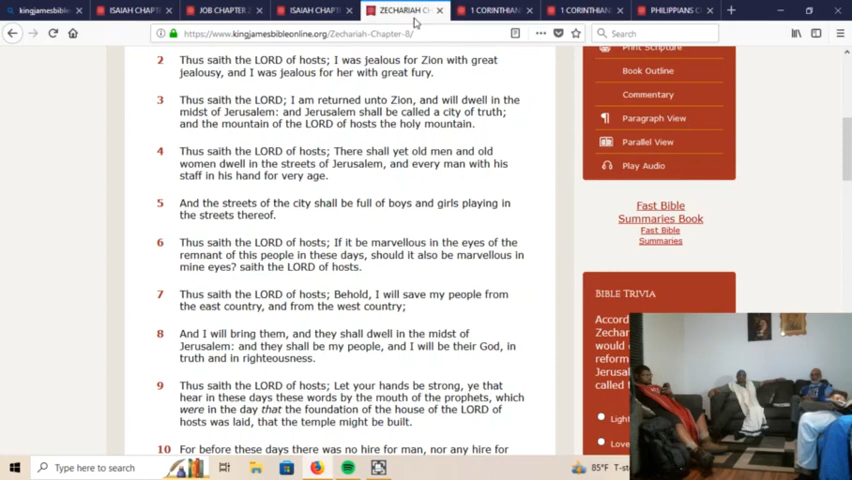 kingjamesbible
ISAIAH CHAPT
JOB CHAPTER
ISAIAH CHAPT
ZECHARIAH CH
1 CORINTHIAN
1 CORINTHIAN
PHILIPPIANS C
https://www.kingjamesbibleonline.org/Zechariah-Chapter-8/
Search
2 Thus saith the LORD of hosts; I was jealous for Zion with great
jealousy, and I was jealous for her with great fury.
3 Thus saith the LORD; I am returned unto Zion, and will dwell in the
midst of Jerusalem: and Jerusalem shall be called a city of truth;
and the mountain of the LORD of hosts the holy mountain.
4 Thus saith the LORD of hosts; There shall yet old men and old
women dwell in the streets of Jerusalem, and every man with his
staff in his hand for very age.
5 And the streets of the city shall be full of boys and girls playing in
the streets thereof.
6 Thus saith the LORD of hosts; If it be marvellous in the eyes of the
remnant of this people in these days, should it also be marvellous in
mine eyes? saith the LORD of hosts.
7 Thus saith the LORD of hosts; Behold, I will save my people from
the east country, and from the west country;
8 And I will bring them, and they shall dwell in the midst of
Jerusalem: and they shall be my people, and I will be their God, in
truth and in righteousness.
9 Thus saith the LORD of hosts; Let your hands be strong, ye that
hear in these days these words by the mouth of the prophets, which
were in the day that the foundation of the house of the LORD of
hosts was laid, that the temple might be built.
10 For before these days there was no hire for man, nor any hire for
Print Scripture
Book Outline
Commentary
Paragraph View
Parallel View
Play Audio
Fast Bible
Summaries Book
Fast Bible
Summaries
BIBLE TRIVIA
Accor
Zechar
would
reform
Jerusal
called t
Light
Love
Type here to search
85°F T-st